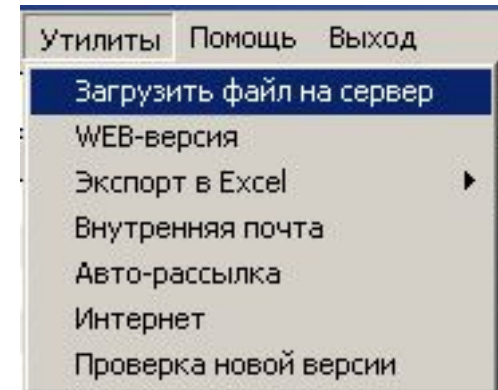 Утилиты Помощь Выход
Загрузить файл на сервер
WEB-версия
Экспорт в Excel
Внутренняя почта
Авто-рассылка
Интернет
Проверка новой версии